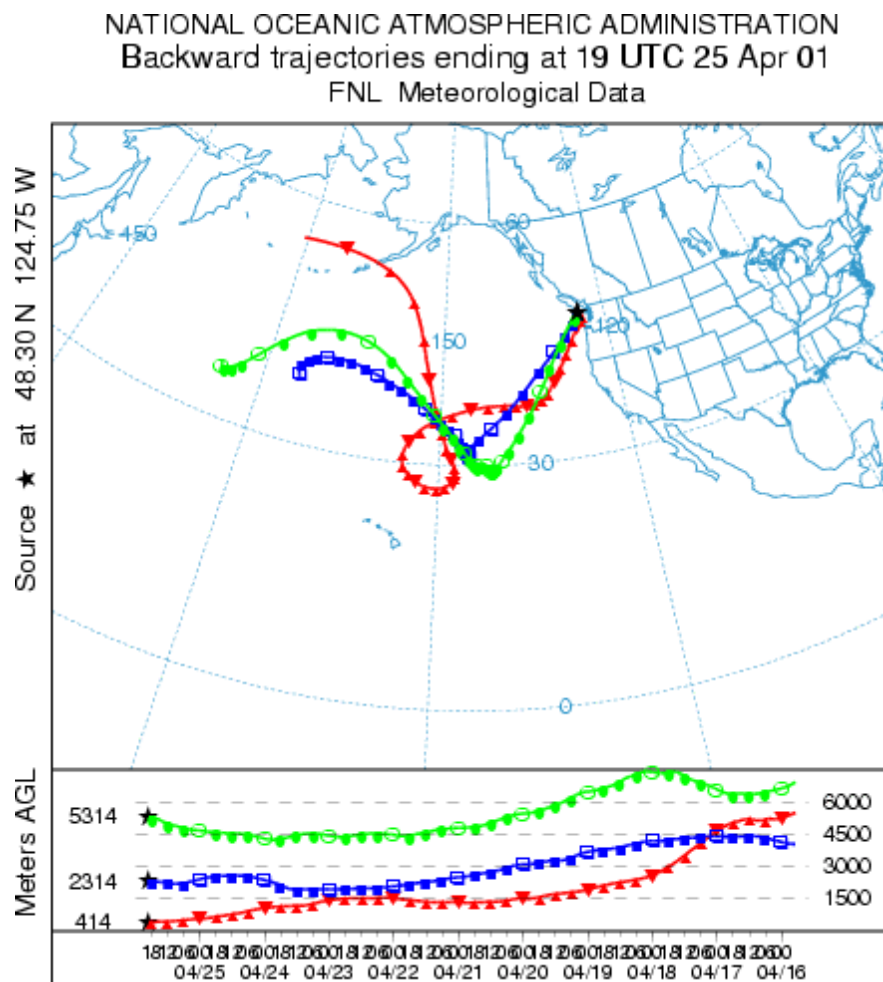 NATIONAL OCEANIC ATMOSPHERIC ADMINISTRATION
Backward trajectories ending at 19 UTC 25 Apr 01
FNL Meteorological Data
Source ★ at 48.30 N 124.75 W
150
60
-120
150
30
0
Meters AGL
5314
2314
414
6000
4500
3000
1500
04/25 04/24 04/23 04/22 04/21 04/20 04/19 04/18 04/17 04/16